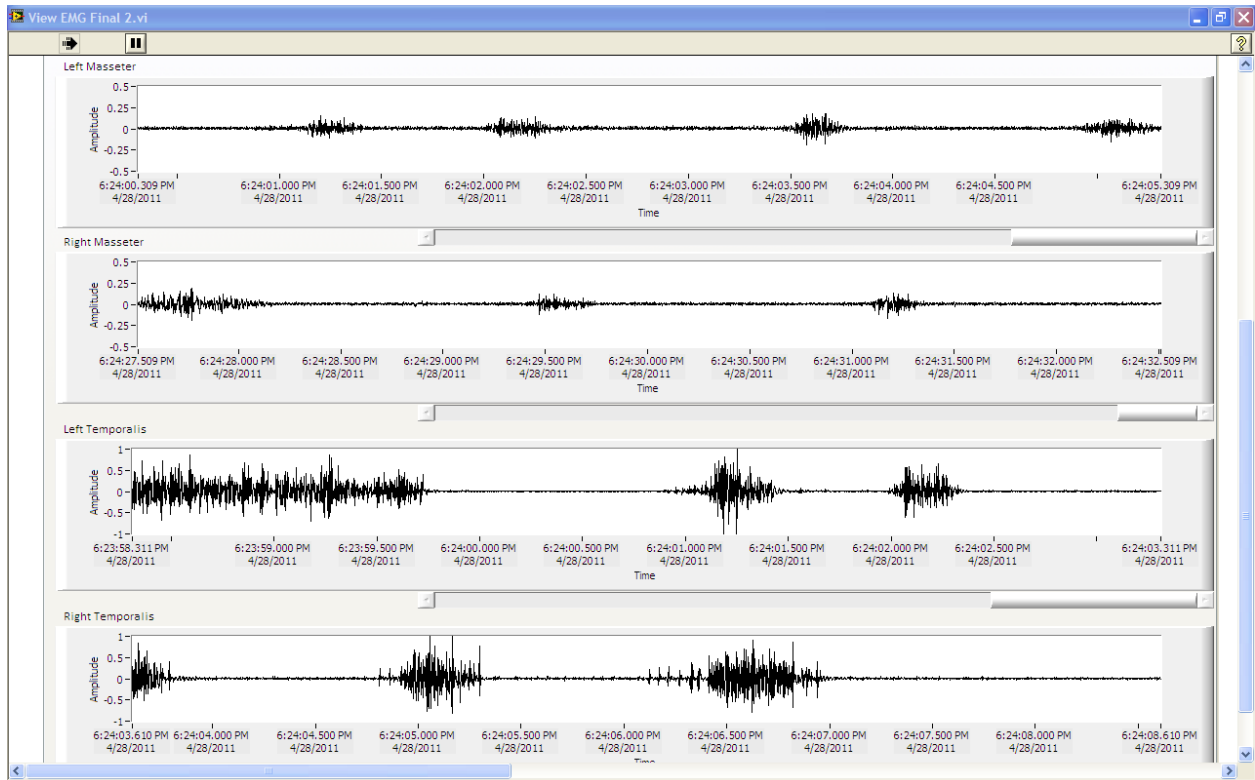 View EMG Final 2.vi
Left Masseter
0.5
0.25
0
-0.25
-0.5
Amplitude
6:24:00.309 PM 6:24:01.000 PM 6:24:01.500 PM 6:24:02.000 PM 6:24:02.500 PM 6:24:03.000 PM 6:24:03.500 PM 6:24:04.000 PM 6:24:04.500 PM 6:24:05.309 PM
4/28/2011 4/28/2011 4/28/2011 4/28/2011 4/28/2011 4/28/2011 4/28/2011 4/28/2011 4/28/2011 4/28/2011
Time
Right Masseter
0.5
0.25
0
-0.25
-0.5
Amplitude
6:24:27.509 PM 6:24:28.000 PM 6:24:28.500 PM 6:24:29.000 PM 6:24:29.500 PM 6:24:30.000 PM 6:24:30.500 PM 6:24:31.000 PM 6:24:31.500 PM 6:24:32.000 PM 6:24:32.509 PM
4/28/2011 4/28/2011 4/28/2011 4/28/2011 4/28/2011 4/28/2011 4/28/2011 4/28/2011 4/28/2011 4/28/2011 4/28/2011
Time
Left Temporalis
1
0.5
0
-0.5
-1
Amplitude
6:23:58.311 PM 6:23:59.000 PM 6:23:59.500 PM 6:24:00.000 PM 6:24:00.500 PM 6:24:01.000 PM 6:24:01.500 PM 6:24:02.000 PM 6:24:02.500 PM 6:24:03.311 PM
4/28/2011 4/28/2011 4/28/2011 4/28/2011 4/28/2011 4/28/2011 4/28/2011 4/28/2011 4/28/2011 4/28/2011
Time
Right Temporalis
1
0.5
0
-0.5
-1
Amplitude
6:24:03.610 PM 6:24:04.000 PM 6:24:04.500 PM 6:24:05.000 PM 6:24:05.500 PM 6:24:06.000 PM 6:24:06.500 PM 6:24:07.000 PM 6:24:07.500 PM 6:24:08.000 PM 6:24:08.610 PM
4/28/2011 4/28/2011 4/28/2011 4/28/2011 4/28/2011 4/28/2011 4/28/2011 4/28/2011 4/28/2011 4/28/2011 4/28/2011
Time